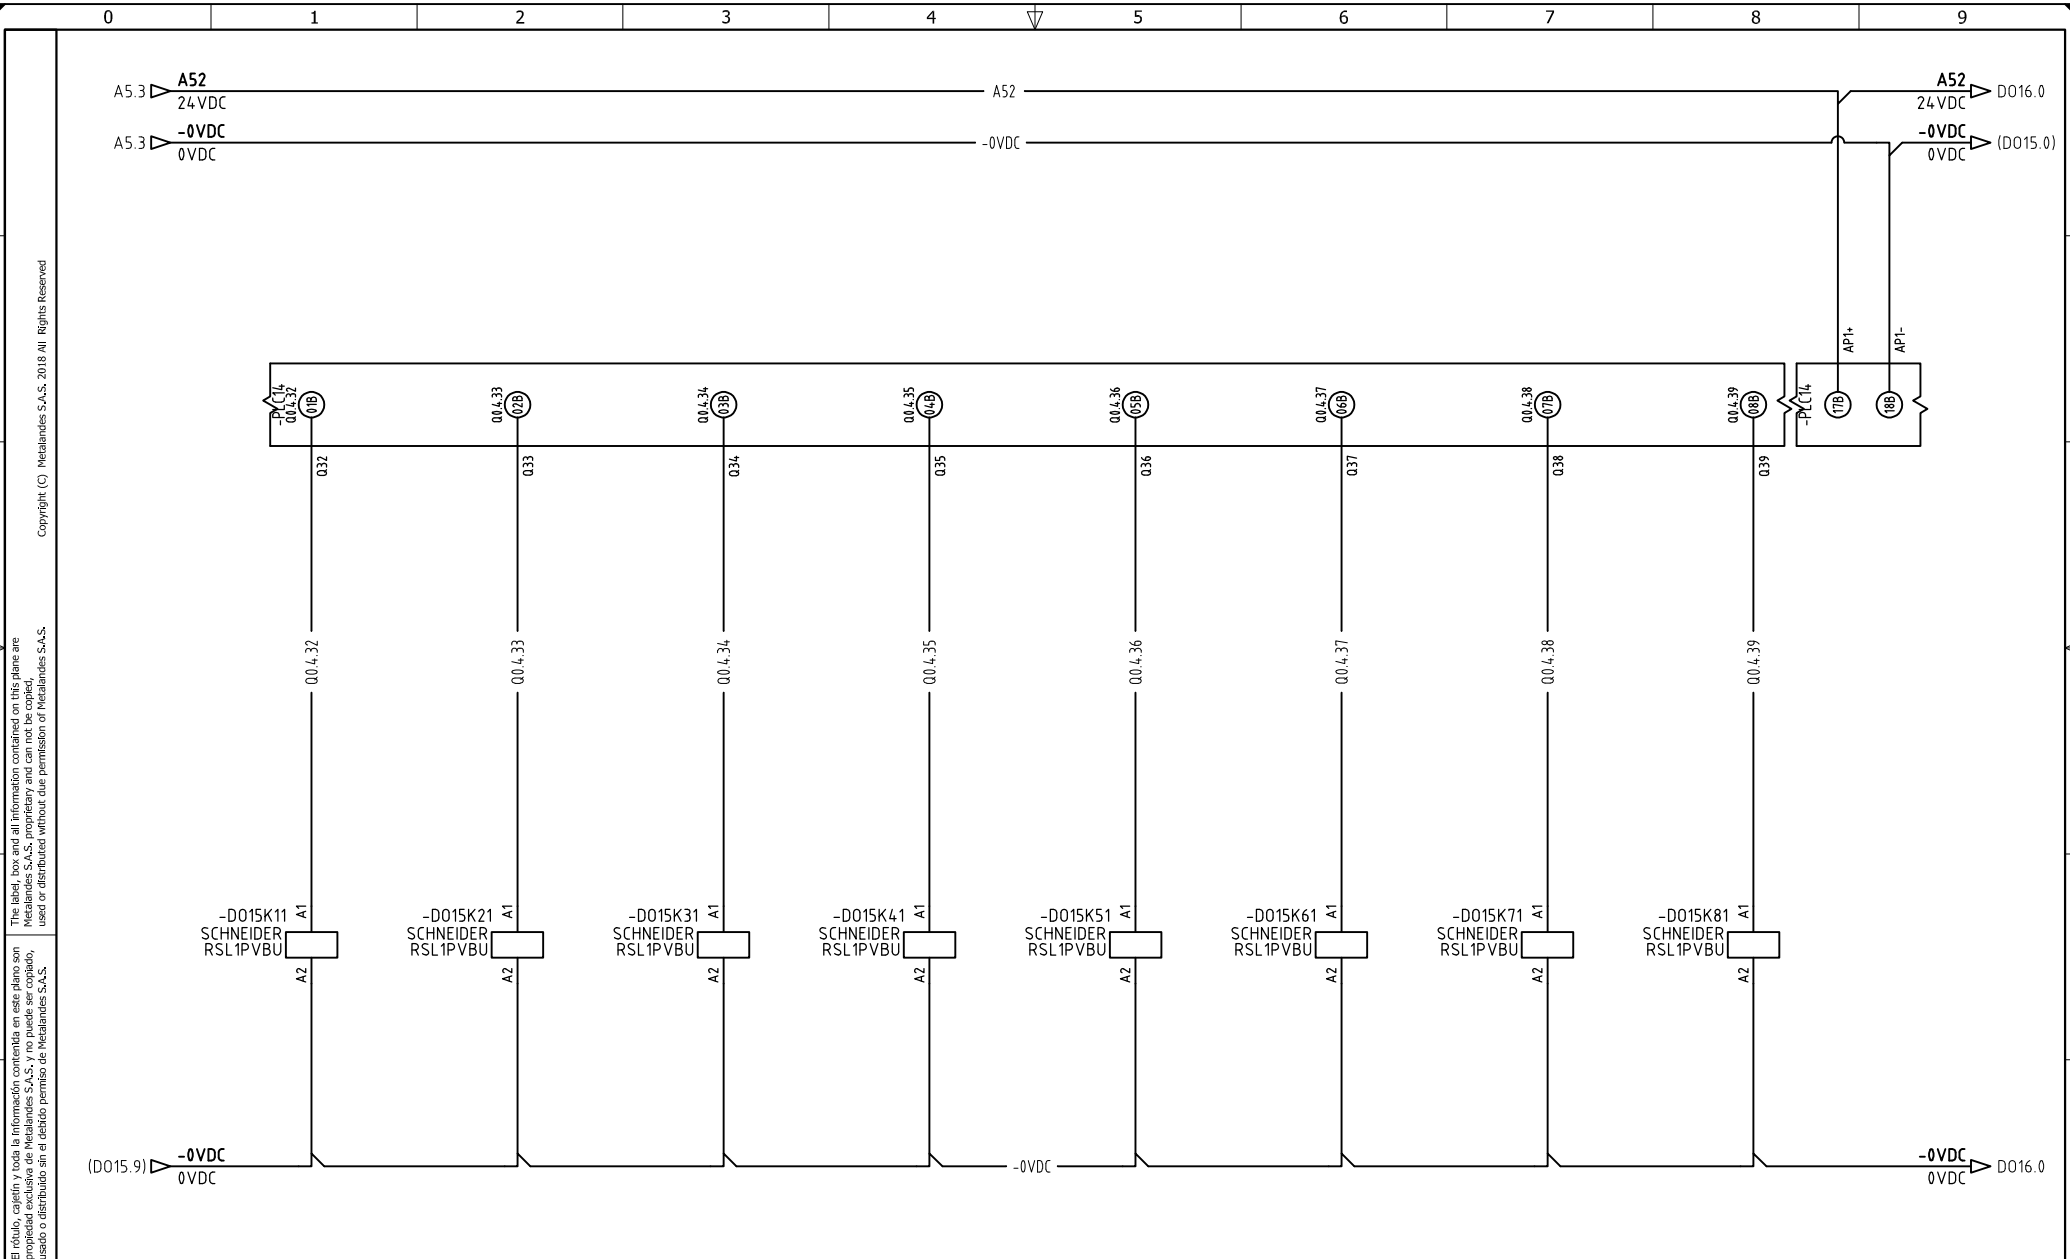 0 1 2 3 4 5 6 7 8 9
A5.3 A52 A52 A52 DO16.0
24VDC 24VDC
A5.3 -0VDC -0VDC -0VDC (DO15.0)
0VDC 0VDC
AP1+ AP1-
-PLC14 -PLC14
Q0.4.32 Q0.4.33 Q0.4.34 Q0.4.35 Q0.4.36 Q0.4.37 Q0.4.38 Q0.4.39
01B 02B 03B 04B 05B 06B 07B 08B 17B 18B
Q32 Q33 Q34 Q35 Q36 Q37 Q38 Q39
Q0.4.32 Q0.4.33 Q0.4.34 Q0.4.35 Q0.4.36 Q0.4.37 Q0.4.38 Q0.4.39
-DO15K11 A1 -DO15K21 A1 -DO15K31 A1 -DO15K41 A1 -DO15K51 A1 -DO15K61 A1 -DO15K71 A1 -DO15K81 A1
SCHNEIDER SCHNEIDER SCHNEIDER SCHNEIDER SCHNEIDER SCHNEIDER SCHNEIDER SCHNEIDER
RSL1PVBU RSL1PVBU RSL1PVBU RSL1PVBU RSL1PVBU RSL1PVBU RSL1PVBU RSL1PVBU
A2 A2 A2 A2 A2 A2 A2 A2
(DO15.9) -0VDC -0VDC -0VDC DO16.0
0VDC 0VDC
The label, box and all information contained on this plane are
Metalandes S.A.S. proprietary and can not be copied,
used or distributed without due permission of Metalandes S.A.S. Copyright (C) Metalandes S.A.S. 2018 All Rights Reserved
El rótulo, cajetín y toda la información contenida en este plano son
propiedad exclusiva de Metalandes S.A.S. y no puede ser copiado,
usado o distribuido sin el debido permiso de Metalandes S.A.S.